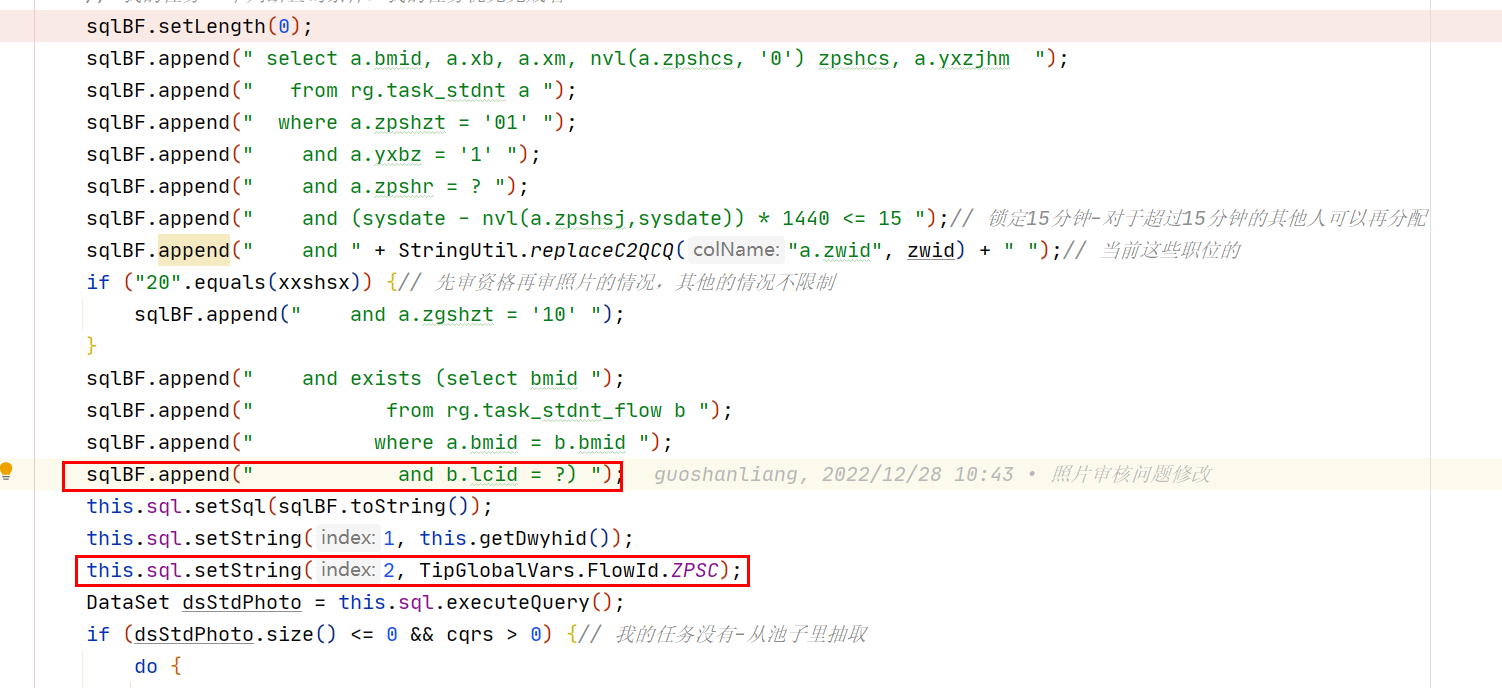 sqlBF.setLength(0);
sqlBF.append(" select a.bmid, a.xb, a.xm, nvl(a.zpshcs, '0') zpshcs, a.yxzjhm  ");
sqlBF.append("   from rg.task_stdnt a ");
sqlBF.append("  where a.zpshzt = '01' ");
sqlBF.append("    and a.yxbz = '1' ");
sqlBF.append("    and a.zpshr = ? ");
sqlBF.append("    and (sysdate - nvl(a.zpshsj,sysdate)) * 1440 <= 15 ");// 锁定15分钟-对于超过15分钟的其他人可以再分配
sqlBF.append("    and " + StringUtil.replaceC2QCQ( colName: "a.zwid", zwid) + " ");// 当前这些职位的
if ("20".equals(xxshsx)) {// 先审资格再审照片的情况，其他的情况不限制
    sqlBF.append("    and a.zgshzt = '10' ");
}
sqlBF.append("    and exists (select bmid ");
sqlBF.append("           from rg.task_stdnt_flow b ");
sqlBF.append("          where a.bmid = b.bmid ");
sqlBF.append("            and b.lcid = ?) ");   guoshanliang, 2022/12/28 10:43 • 照片审核问题修改
this.sql.setSql(sqlBF.toString());
this.sql.setString( index: 1, this.getDwyhid());
this.sql.setString( index: 2, TipGlobalVars.FlowId.ZPSC);
DataSet dsStdPhoto = this.sql.executeQuery();
if (dsStdPhoto.size() <= 0 && cqrs > 0) {// 我的任务没有-从池子里抽取
    do {